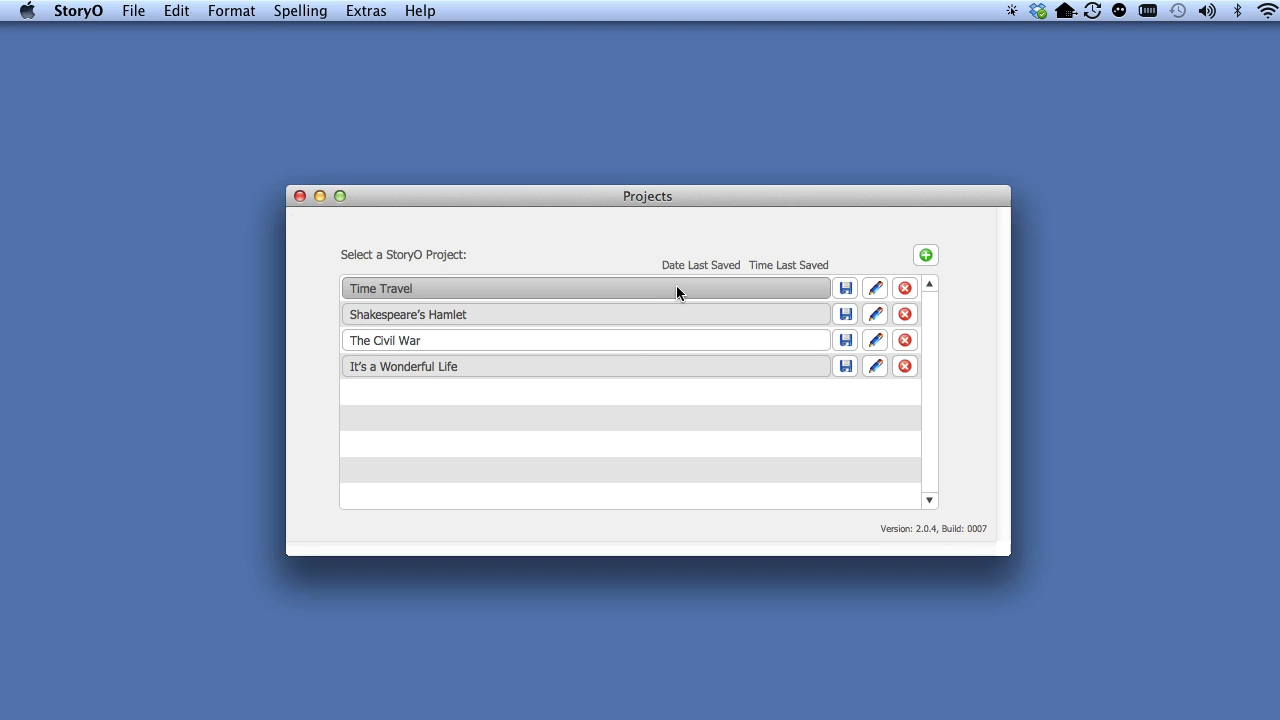 StoryO File Edit Format Spelling Extras Help
Projects
Select a StoryO Project:
Date Last Saved Time Last Saved
Time Travel
Shakespeare's Hamlet
The Civil War
It's a Wonderful Life
Version: 2.0.4, Build: 0007